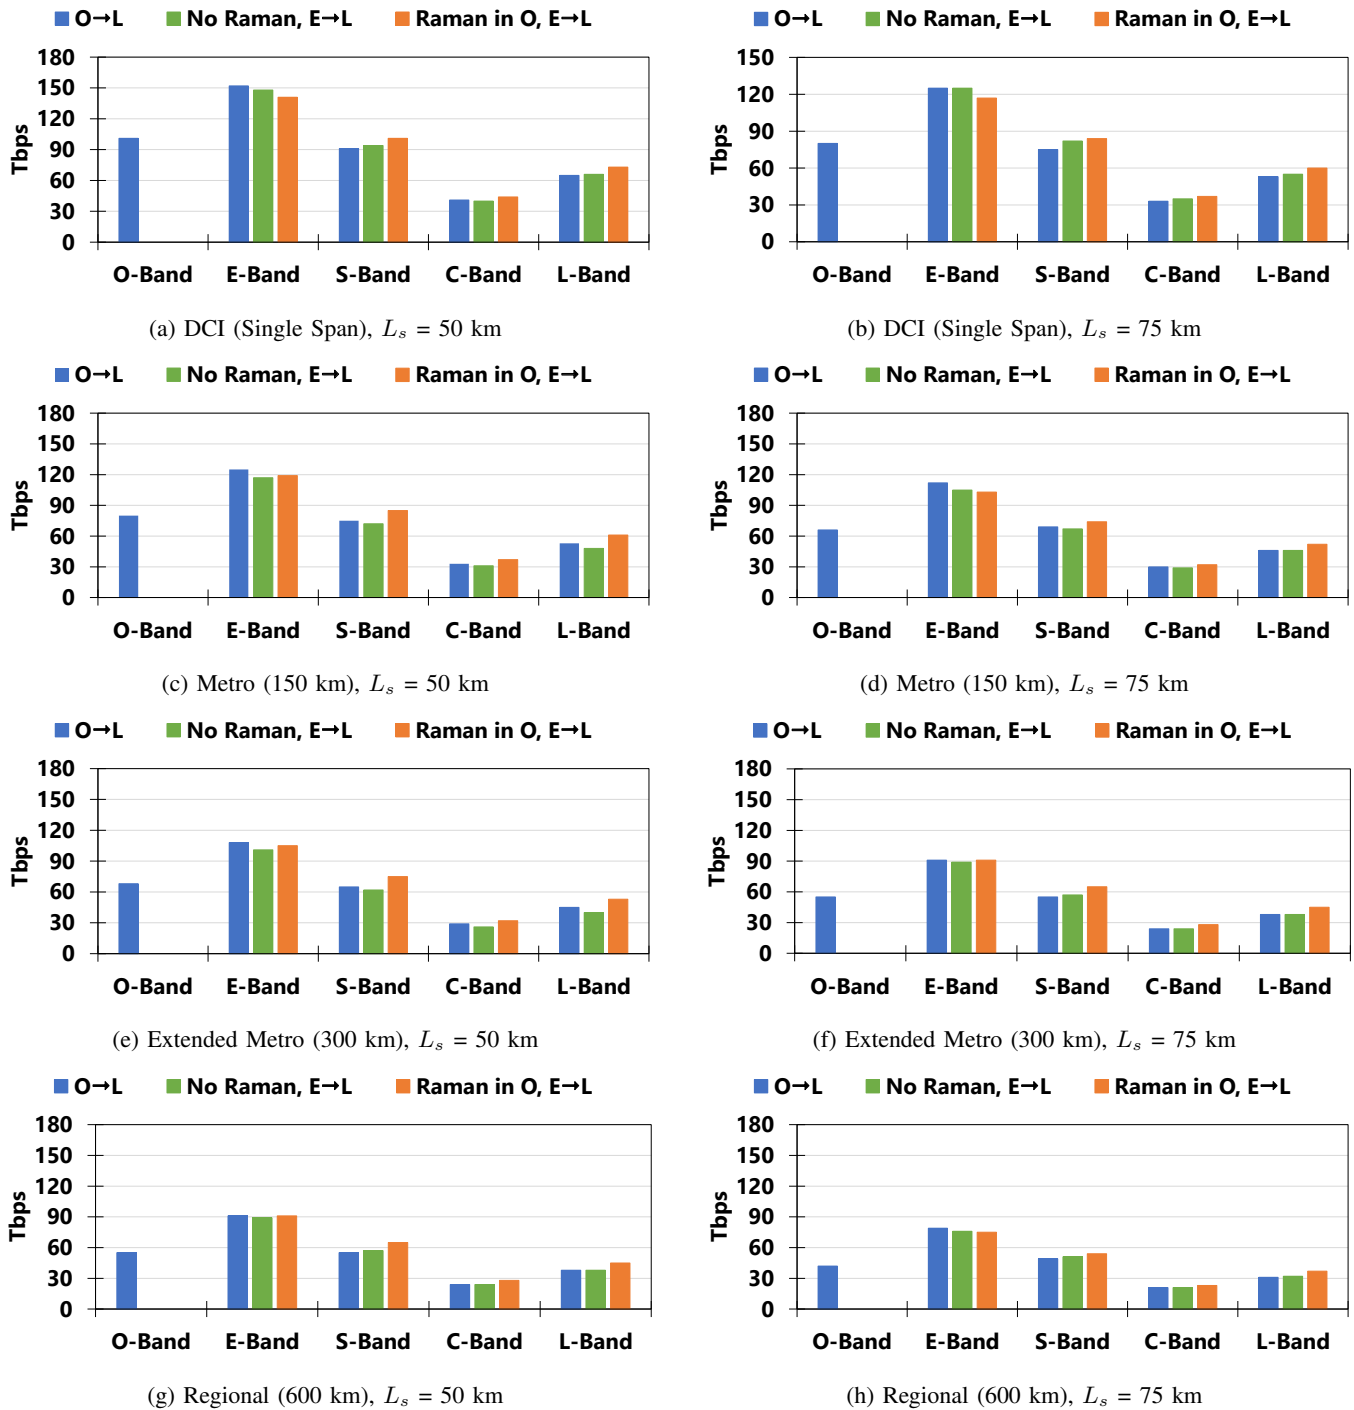 O→L No Raman, E→L Raman in O, E→L
180
150
120
90
60
30
0
Tbps
O-Band E-Band S-Band C-Band L-Band
(a) DCI (Single Span), Ls = 50 km
O→L No Raman, E→L Raman in O, E→L
150
120
90
60
30
0
Tbps
O-Band E-Band S-Band C-Band L-Band
(b) DCI (Single Span), Ls = 75 km
O→L No Raman, E→L Raman in O, E→L
180
150
120
90
60
30
0
Tbps
O-Band E-Band S-Band C-Band L-Band
(c) Metro (150 km), Ls = 50 km
O→L No Raman, E→L Raman in O, E→L
180
150
120
90
60
30
0
Tbps
O-Band E-Band S-Band C-Band L-Band
(d) Metro (150 km), Ls = 75 km
O→L No Raman, E→L Raman in O, E→L
180
150
120
90
60
30
0
Tbps
O-Band E-Band S-Band C-Band L-Band
(e) Extended Metro (300 km), Ls = 50 km
O→L No Raman, E→L Raman in O, E→L
180
150
120
90
60
30
0
Tbps
O-Band E-Band S-Band C-Band L-Band
(f) Extended Metro (300 km), Ls = 75 km
O→L No Raman, E→L Raman in O, E→L
180
150
120
90
60
30
0
Tbps
O-Band E-Band S-Band C-Band L-Band
(g) Regional (600 km), Ls = 50 km
O→L No Raman, E→L Raman in O, E→L
180
150
120
90
60
30
0
Tbps
O-Band E-Band S-Band C-Band L-Band
(h) Regional (600 km), Ls = 75 km